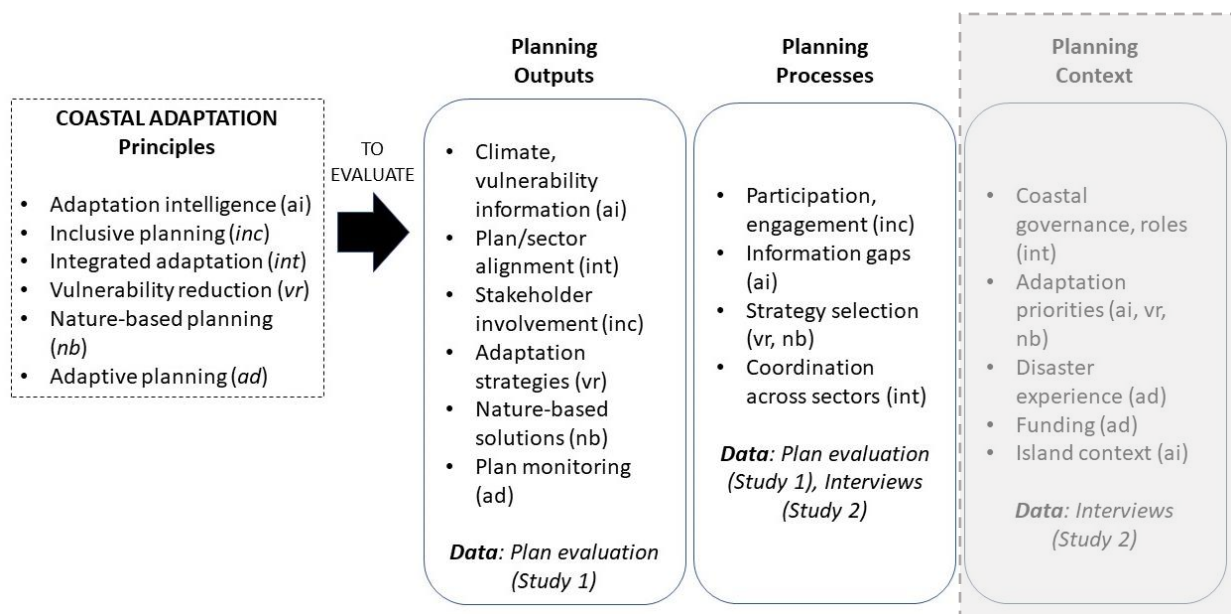 COASTAL ADAPTATION
Principles
• Adaptation intelligence (ai)
• Inclusive planning (inc)
• Integrated adaptation (int)
• Vulnerability reduction (vr)
• Nature-based planning
(nb)
• Adaptive planning (ad)
TO
EVALUATE
Planning
Outputs
• Climate,
vulnerability
information (ai)
• Plan/sector
alignment (int)
• Stakeholder
involvement (inc)
• Adaptation
strategies (vr)
• Nature-based
solutions (nb)
• Plan monitoring
(ad)
Data: Plan evaluation
(Study 1)
Planning
Processes
• Participation,
engagement (inc)
• Information gaps
(ai)
• Strategy selection
(vr, nb)
• Coordination
across sectors (int)
Data: Plan evaluation
(Study 1), Interviews
(Study 2)
Planning
Context
• Coastal
governance, roles
(int)
• Adaptation
priorities (ai, vr,
nb)
• Disaster
experience (ad)
• Funding (ad)
• Island context (ai)
Data: Interviews
(Study 2)